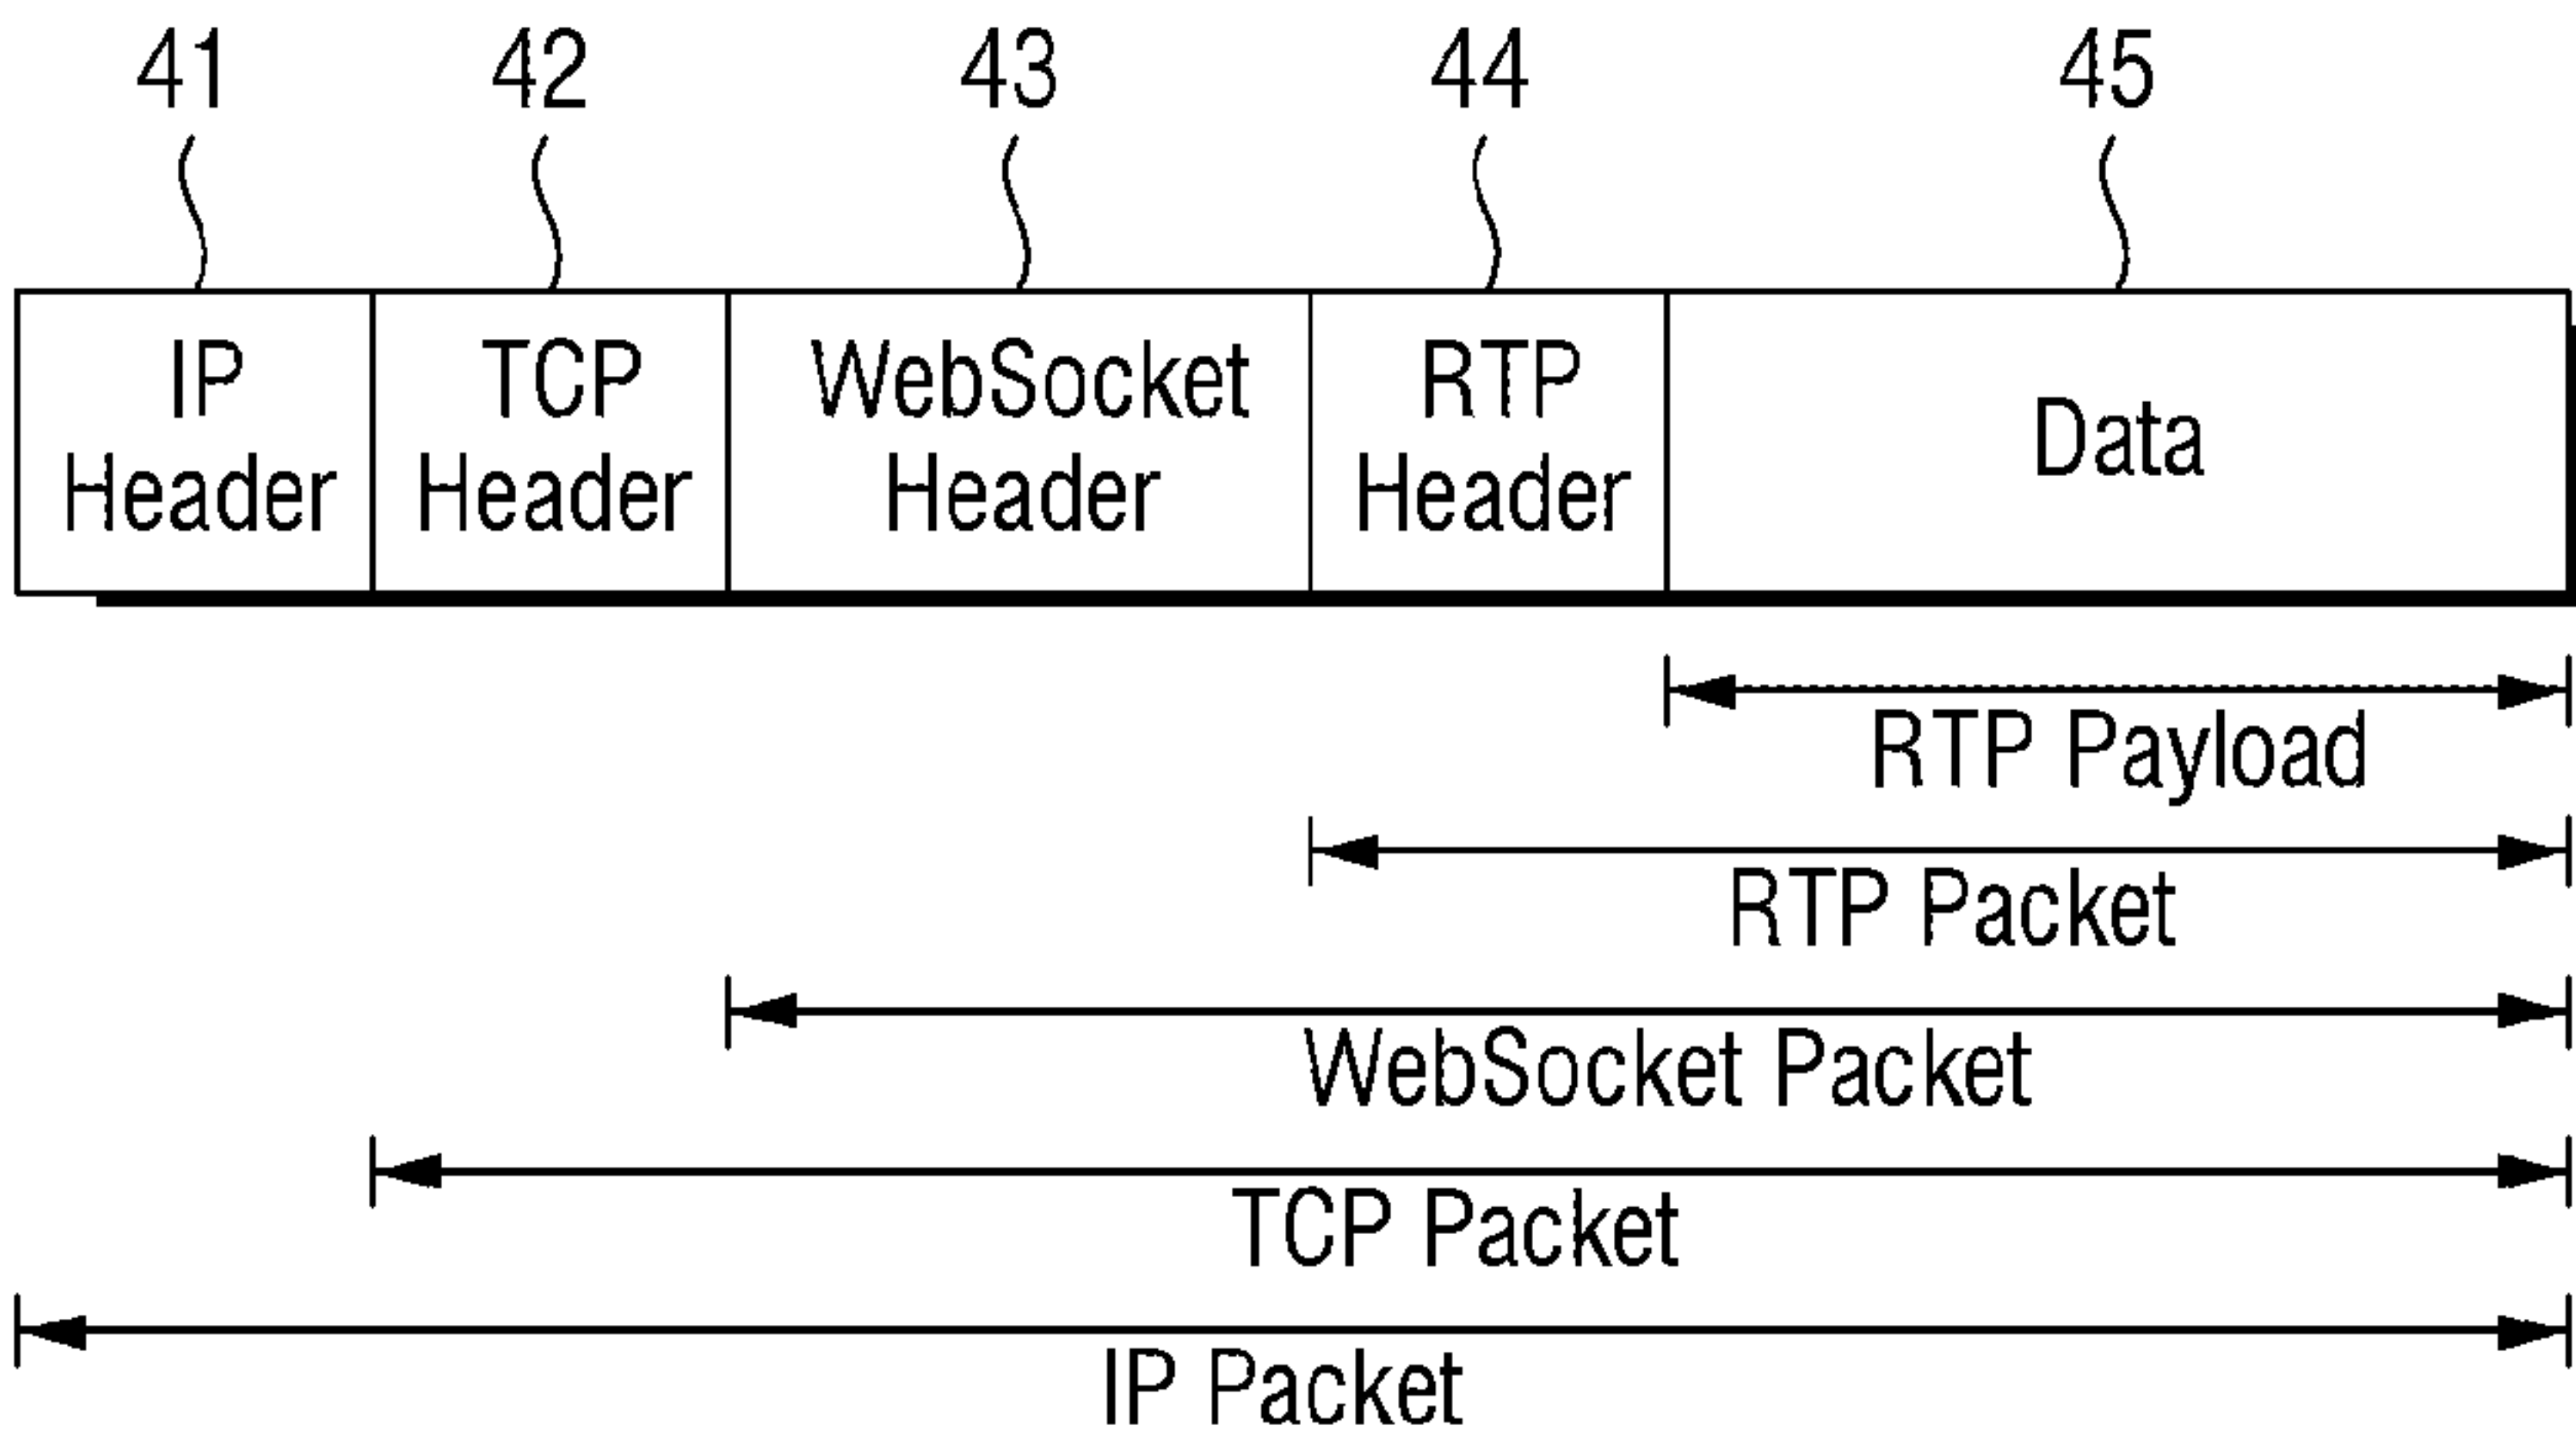 41 42 43 44 45
IP TCP WebSocket RTP Data
Header Header Header Header
RTP Payload
RTP Packet
WebSocket Packet
TCP Packet
IP Packet